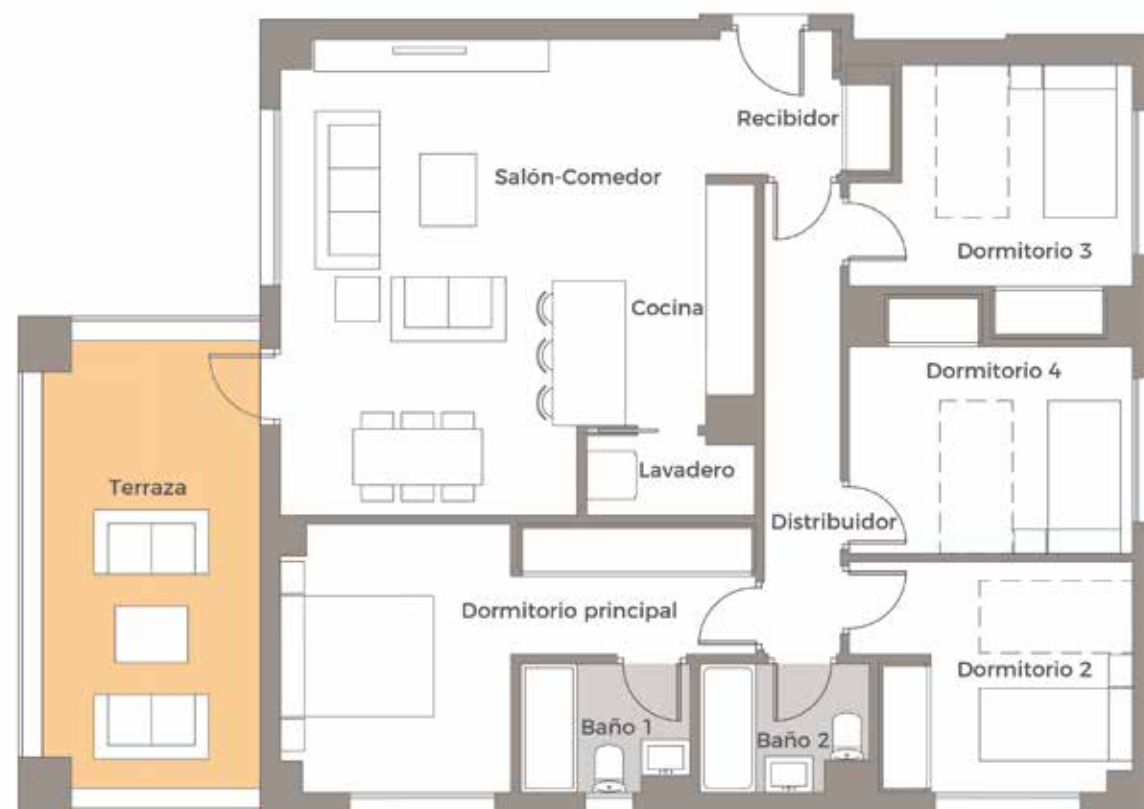 Recibidor
Salón-Comedor
Dormitorio 3
Cocina
Dormitorio 4
Lavadero
Terraza
Distribuidor
Dormitorio principal
Dormitorio 2
Baño 1
Baño 2